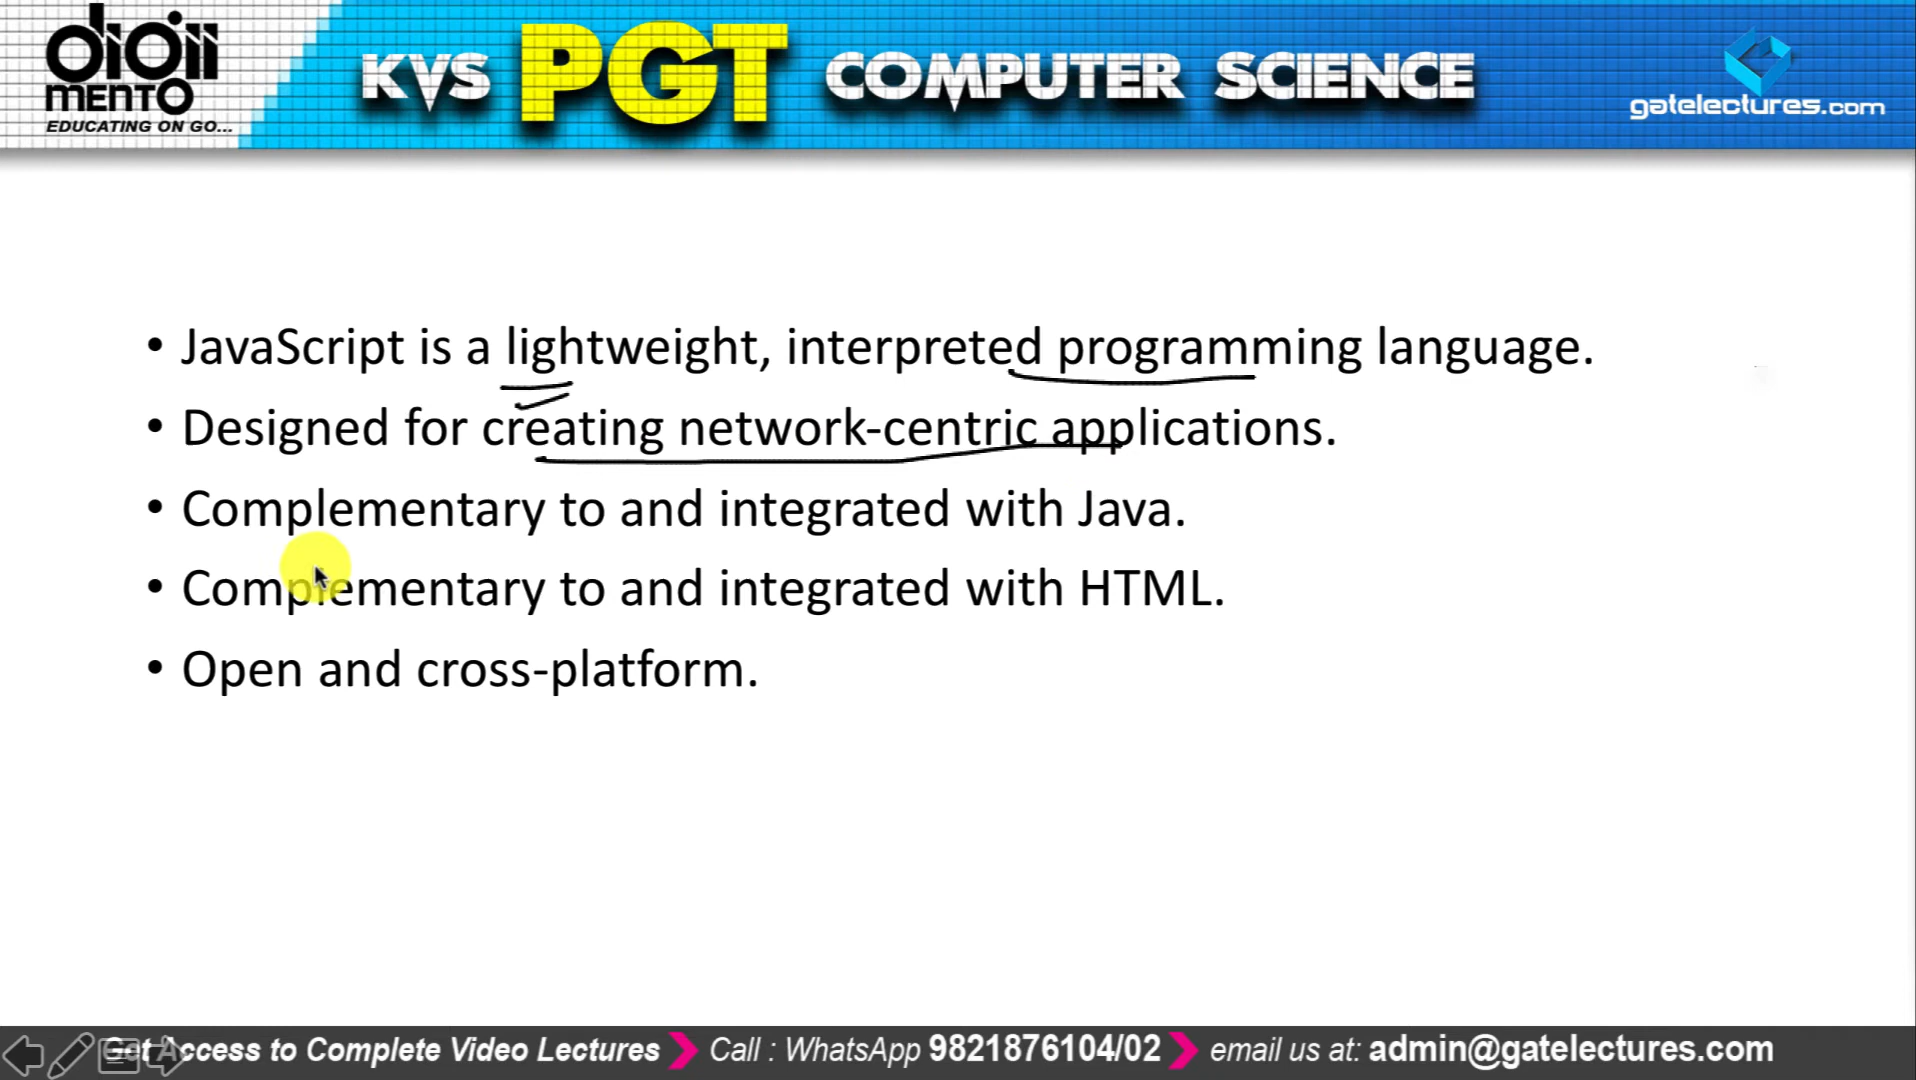 digii
mento
EDUCATING ON GO...
KVS PGT COMPUTER SCIENCE
gatelectures.com
• JavaScript is a lightweight, interpreted programming language.
• Designed for creating network-centric applications.
• Complementary to and integrated with Java.
• Complementary to and integrated with HTML.
• Open and cross-platform.
Get Access to Complete Video Lectures Call : WhatsApp 9821876104/02 email us at: admin@gatelectures.com